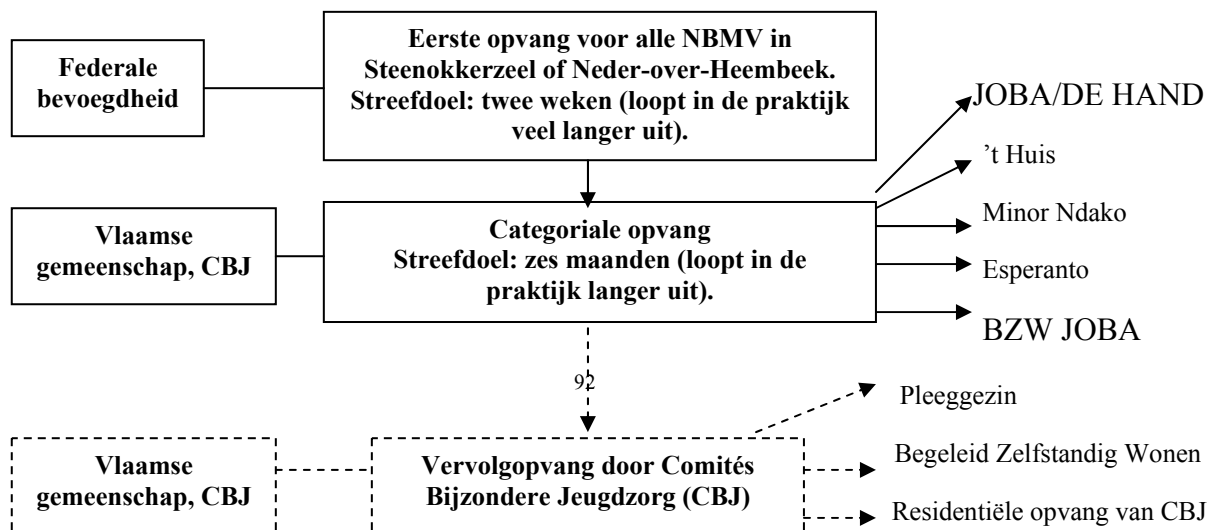 Federale
bevoegdheid
Eerste opvang voor alle NBMV in
Steenokkerzeel of Neder-over-Heembeek.
Streefdoel: twee weken (loopt in de praktijk
veel langer uit).
JOBA/DE HAND
’t Huis
Minor Ndako
Esperanto
BZW JOBA
Vlaamse
gemeenschap, CBJ
Categoriale opvang
Streefdoel: zes maanden (loopt in de
praktijk langer uit).
92
Vlaamse
gemeenschap, CBJ
Vervolgopvang door Comités
Bijzondere Jeugdzorg (CBJ)
Pleeggezin
Begeleid Zelfstandig Wonen
Residentiële opvang van CBJ